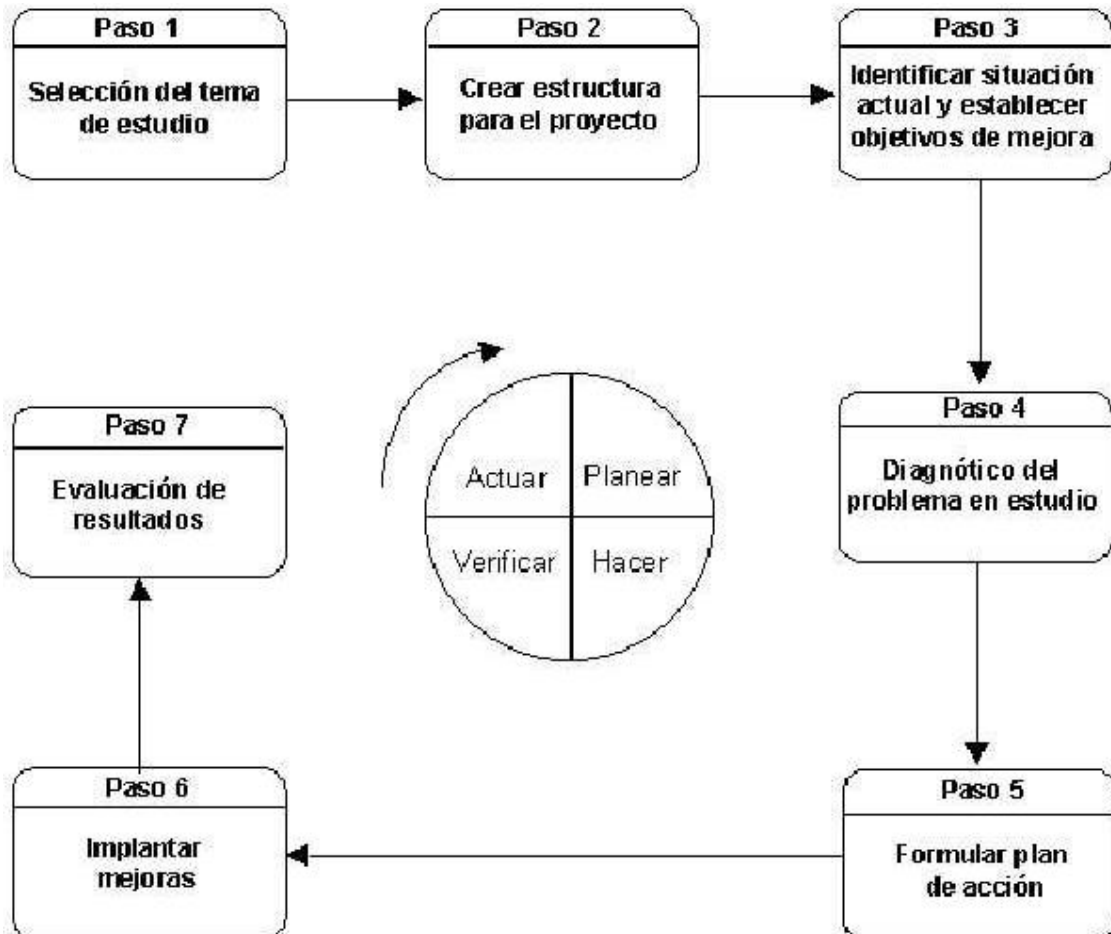 Paso 1
Selección del tema
de estudio
Paso 2
Crear estructura
para el proyecto
Paso 3
Identificar situación
actual y establecer
objetivos de mejora
Paso 4
Diagnótico del
problema en estudio
Paso 5
Formular plan
de acción
Paso 6
Implantar
mejoras
Paso 7
Evaluación de
resultados
Actuar
Planear
Verificar
Hacer